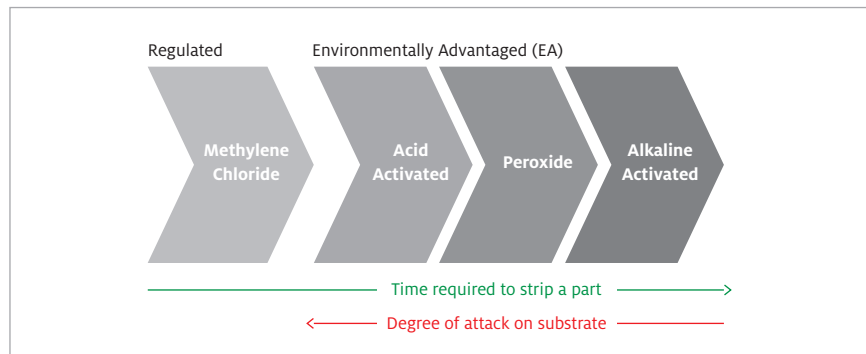 Regulated
Environmentally Advantaged (EA)
Methylene
Chloride
Acid
Activated
Peroxide
Alkaline
Activated
Time required to strip a part
Degree of attack on substrate